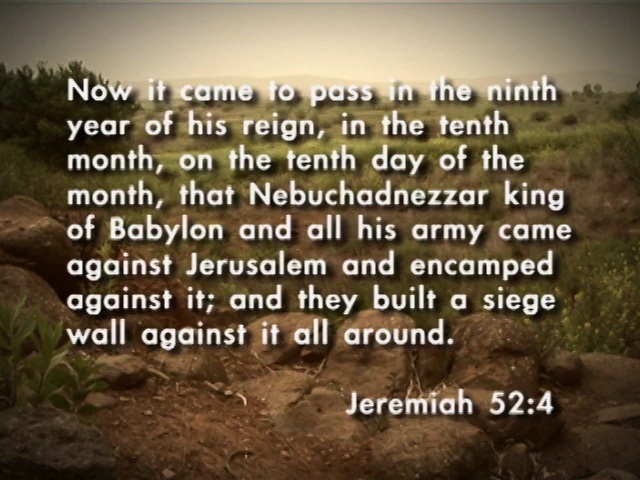 Now it came to pass in the ninth
year of his reign, in the tenth
month, on the tenth day of the
month, that Nebuchadnezzar king
of Babylon and all his army came
against Jerusalem and encamped
against it; and they built a siege
wall against it all around.
Jeremiah 52:4